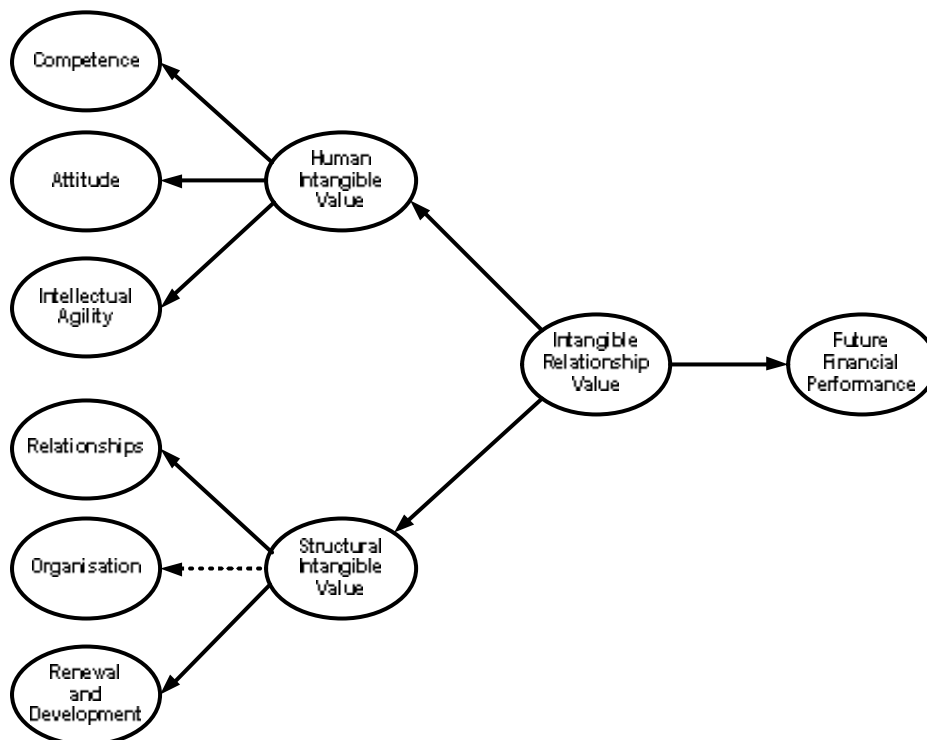 Competence
Attitude
Intellectual
Agility
Human
Intangible
Value
Intangible
Relationship
Value
Future
Financial
Performance
Relationships
Organisation
Renewal
and
Development
Structural
Intangible
Value